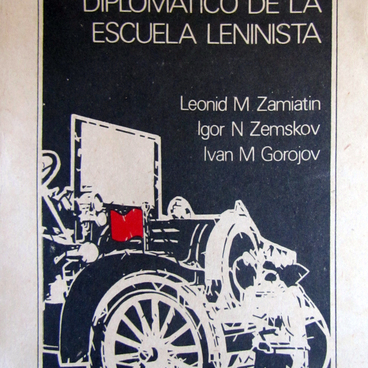 DIPLOMATICO DE LA
ESCUELA LENINISTA
Leonid M Zamiatin
Igor N Zemskov
Ivan M Gorojov